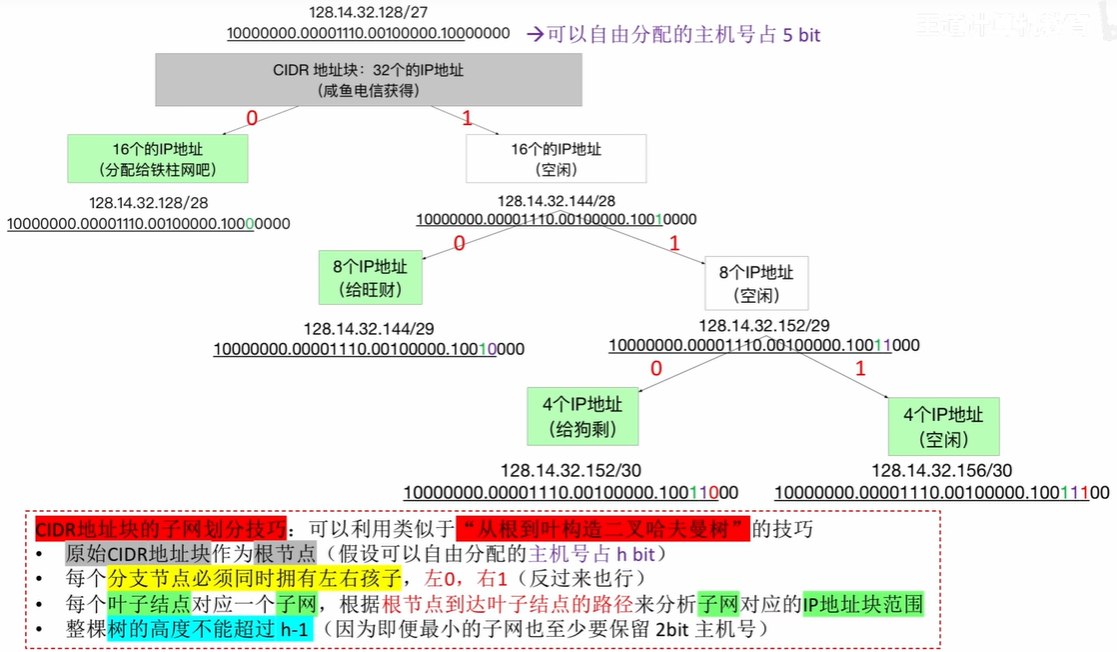 128.14.32.128/27
10000000.00001110.00100000.10000000
→可以自由分配的主机号占 5 bit
CIDR 地址块：32个的IP地址
（咸鱼电信获得）
0
1
16个的IP地址
（分配给铁柱网吧）
16个的IP地址
（空闲）
128.14.32.128/28
10000000.00001110.00100000.10000000
128.14.32.144/28
10000000.00001110.00100000.10010000
0
1
8个IP地址
（给旺财）
8个IP地址
（空闲）
128.14.32.144/29
10000000.00001110.00100000.10010000
128.14.32.152/29
10000000.00001110.00100000.10011000
0
1
4个IP地址
（给狗剩）
4个IP地址
（空闲）
128.14.32.152/30
10000000.00001110.00100000.10011000
128.14.32.156/30
10000000.00001110.00100000.10011100
CIDR地址块的子网划分技巧：可以利用类似于“从根到叶构造二叉哈夫曼树”的技巧
• 原始CIDR地址块作为根节点（假设可以自由分配的主机号占 h bit）
• 每个分支节点必须同时拥有左右孩子，左0，右1（反过来也行）
• 每个叶子结点对应一个子网，根据根节点到达叶子结点的路径来分析子网对应的IP地址块范围
• 整棵树的高度不能超过 h-1（因为即便最小的子网也至少要保留 2bit 主机号）